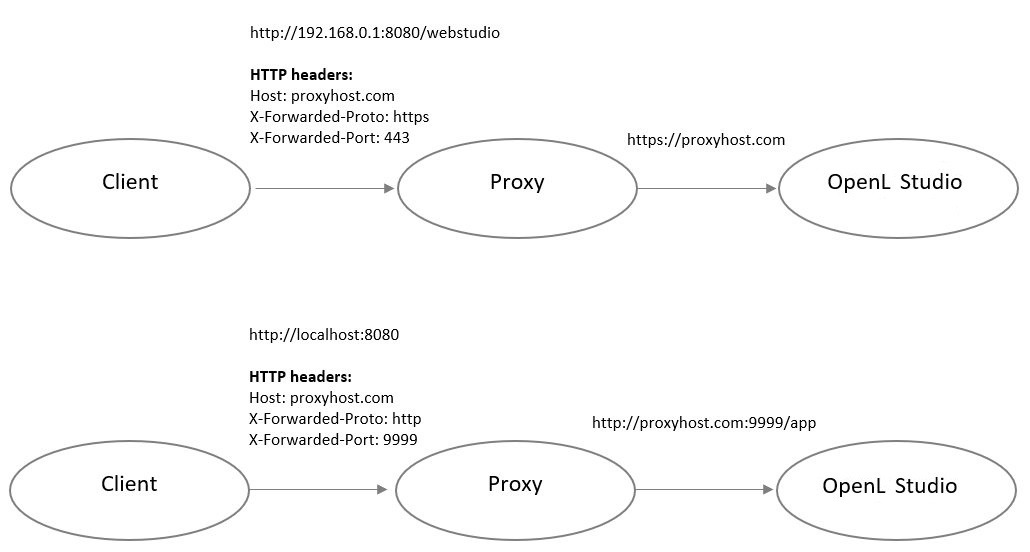 http://192.168.0.1:8080/webstudio
HTTP headers:
Host: proxyhost.com
X-Forwarded-Proto: https
X-Forwarded-Port: 443
https://proxyhost.com
Client
Proxy
OpenL Studio
http://localhost:8080
HTTP headers:
Host: proxyhost.com
X-Forwarded-Proto: http
X-Forwarded-Port: 9999
http://proxyhost.com:9999/app
Client
Proxy
OpenL Studio